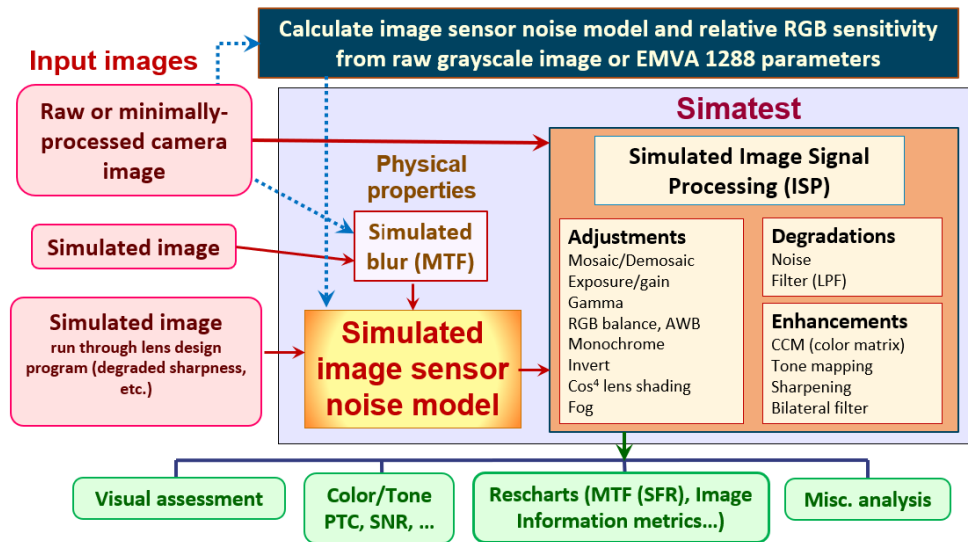 Calculate image sensor noise model and relative RGB sensitivity
from raw grayscale image or EMVA 1288 parameters
Input images
Raw or minimally-
processed camera
image
Simulated image
Simulated image
run through lens design
program (degraded sharpness,
etc.)
Simatest
Physical
properties
Simulated
blur (MTF)
Simulated
image sensor
noise model
Simulated Image Signal
Processing (ISP)
Adjustments
Mosaic/Demosaic
Exposure/gain
Gamma
RGB balance, AWB
Monochrome
Invert
Cos⁴ lens shading
Fog
Degradations
Noise
Filter (LPF)
Enhancements
CCM (color matrix)
Tone mapping
Sharpening
Bilateral filter
Visual assessment
Color/Tone
PTC, SNR, ...
Rescharts (MTF (SFR), Image
Information metrics...)
Misc. analysis